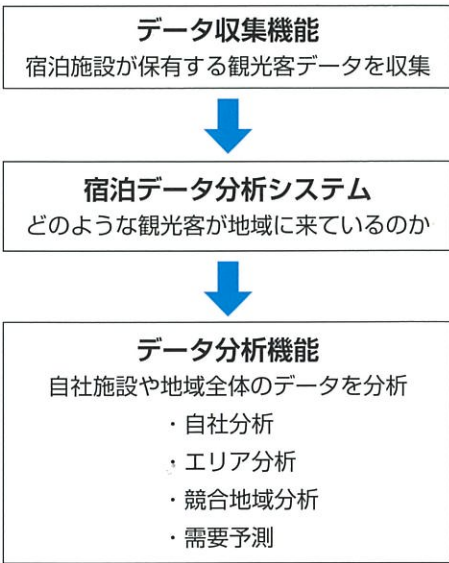 データ収集機能
宿泊施設が保有する観光客データを収集
宿泊データ分析システム
どのような観光客が地域に来ているのか
データ分析機能
自社施設や地域全体のデータを分析
・自社分析
・エリア分析
・競合地域分析
・需要予測